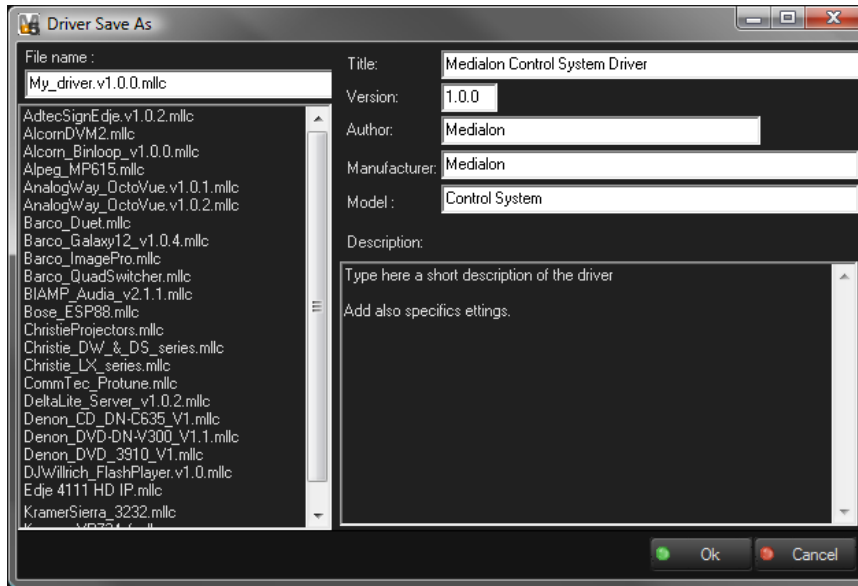 Driver Save As
File name :
My_driver.v1.0.0.mllc
AdtecSignEdje.v1.0.2.mllc
AlcornDVM2.mllc
Alcorn_Binloop_v1.0.0.mllc
Alpeg_MP615.mllc
AnalogWay_OctoVue.v1.0.1.mllc
AnalogWay_OctoVue.v1.0.2.mllc
Barco_Duet.mllc
Barco_Galaxy12_v1.0.4.mllc
Barco_ImagePro.mllc
Barco_QuadSwitcher.mllc
BIAMP_Audia_v2.1.1.mllc
Bose_ESP88.mllc
ChristieProjectors.mllc
Christie_DW_&_DS_series.mllc
Christie_LX_series.mllc
CommTec_Protune.mllc
DeltaLite_Server_v1.0.2.mllc
Denon_CD_DN-C635_V1.mllc
Denon_DVD-DN-V300_V1.1.mllc
Denon_DVD_3910_V1.mllc
DJWillrich_FlashPlayer.v1.0.mllc
Edje 4111 HD IP.mllc
KramerSierra_3232.mllc
Title:
Medialon Control System Driver
Version:
1.0.0
Author:
Medialon
Manufacturer:
Medialon
Model :
Control System
Description:
Type here a short description of the driver
Add also specifics ettings.
Ok
Cancel